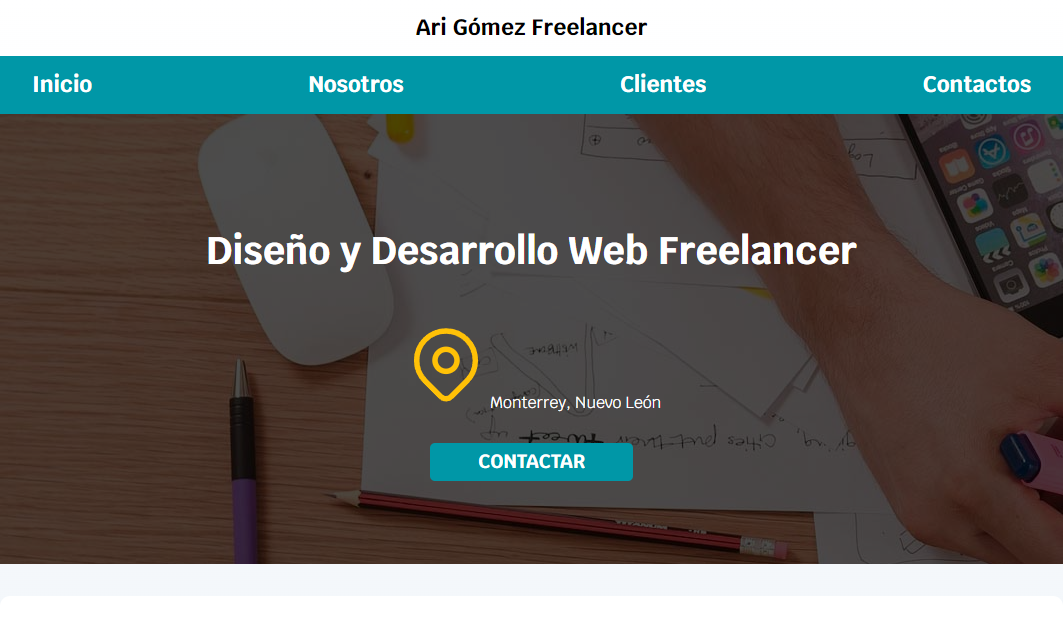 Ari Gómez Freelancer
Inicio Nosotros Clientes Contactos
Diseño y Desarrollo Web Freelancer
Monterrey, Nuevo León
CONTACTAR